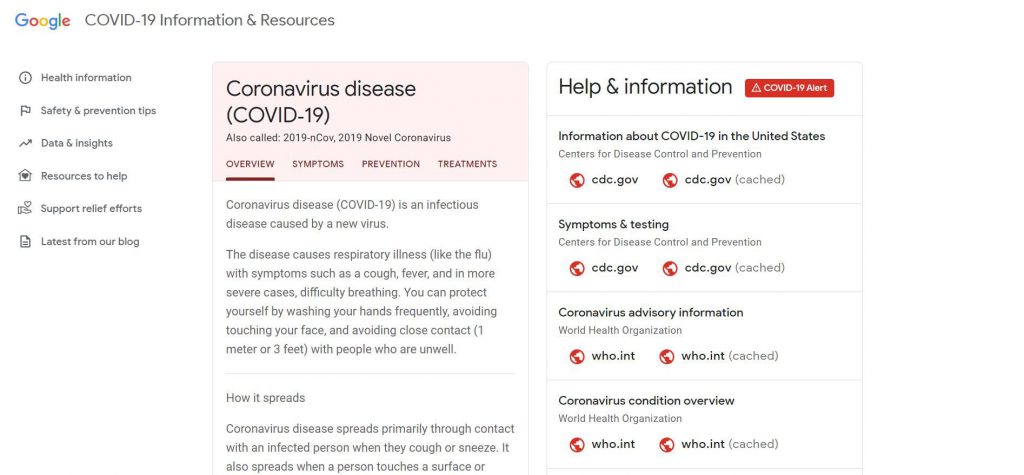 Google COVID-19 Information & Resources
Health information
Safety & prevention tips
Data & insights
Resources to help
Support relief efforts
Latest from our blog
Coronavirus disease
(COVID-19)
Also called: 2019-nCov, 2019 Novel Coronavirus
OVERVIEW SYMPTOMS PREVENTION TREATMENTS
Coronavirus disease (COVID-19) is an infectious
disease caused by a new virus.
The disease causes respiratory illness (like the flu)
with symptoms such as a cough, fever, and in more
severe cases, difficulty breathing. You can protect
yourself by washing your hands frequently, avoiding
touching your face, and avoiding close contact (1
meter or 3 feet) with people who are unwell.
How it spreads
Coronavirus disease spreads primarily through contact
with an infected person when they cough or sneeze. It
also spreads when a person touches a surface or
Help & information COVID-19 Alert
Information about COVID-19 in the United States
Centers for Disease Control and Prevention
cdc.gov cdc.gov (cached)
Symptoms & testing
Centers for Disease Control and Prevention
cdc.gov cdc.gov (cached)
Coronavirus advisory information
World Health Organization
who.int who.int (cached)
Coronavirus condition overview
World Health Organization
who.int who.int (cached)